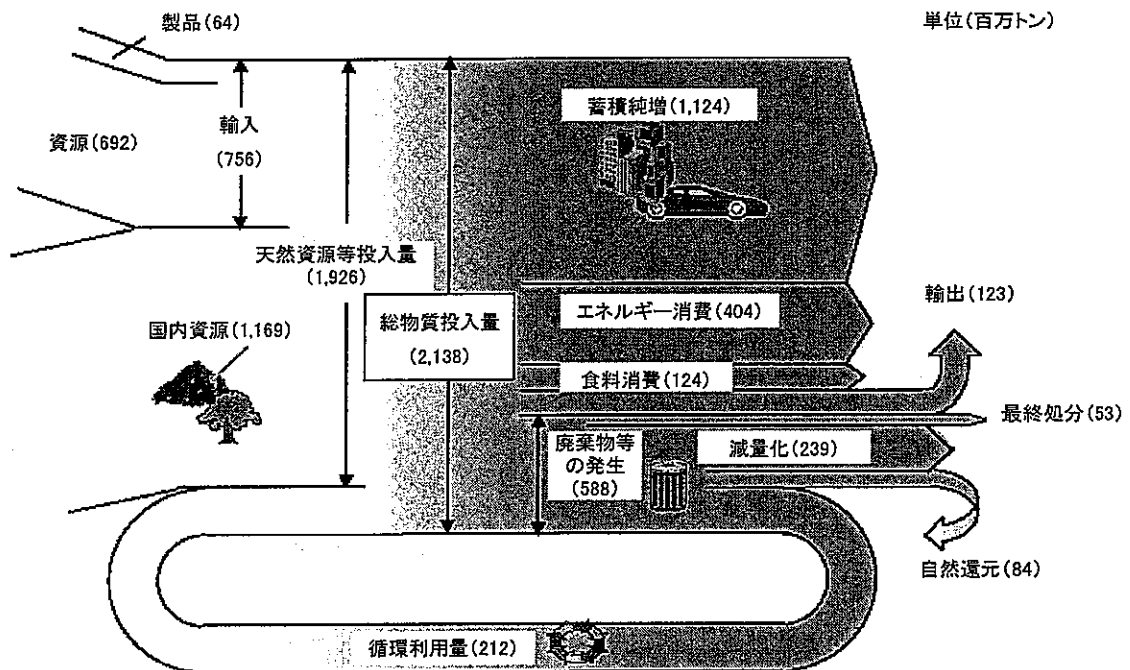 製品(64)
単位(百万トン)
蓄積純増(1,124)
輸入
(756)
資源(692)
天然資源等投入量
(1,926)
輸出(123)
エネルギー消費(404)
総物質投入量
(2,138)
国内資源(1,169)
食料消費(124)
最終処分(53)
廃棄物等
の発生
(588)
減量化(239)
自然還元(84)
循環利用量(212)